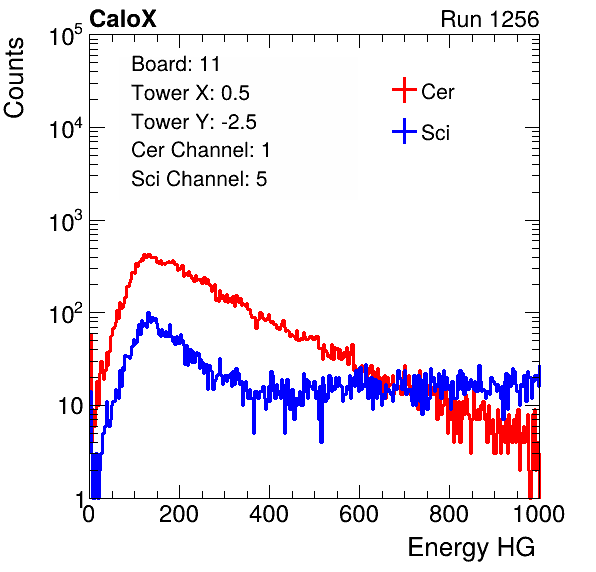 CaloX Run 1256
Counts
10^5
10^4
10^3
10^2
10
1
Board: 11
Tower X: 0.5
Tower Y: -2.5
Cer Channel: 1
Sci Channel: 5
Cer
Sci
0 200 400 600 800 1000
Energy HG